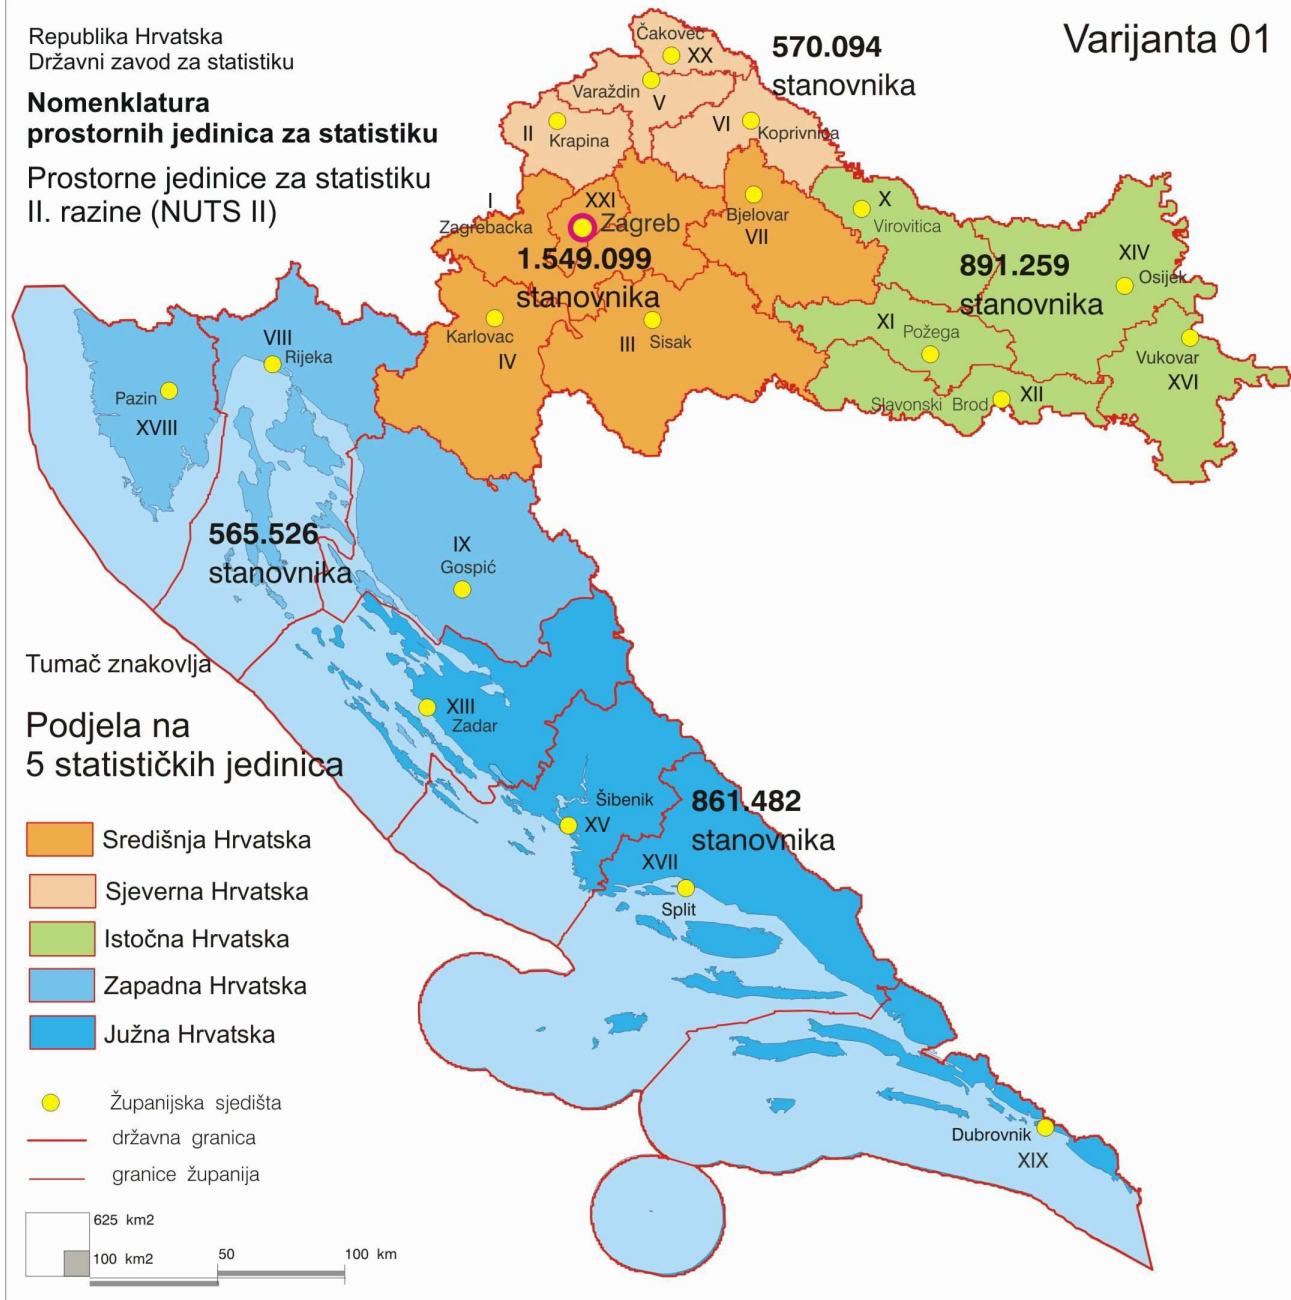 Republika Hrvatska
Državni zavod za statistiku
Nomenklatura
prostornih jedinica za statistiku
Prostorne jedinice za statistiku
II. razine (NUTS II)
Varijanta 01
Čakovec
XX
570.094
stanovnika
Varaždin
V
II
Krapina
VI
Koprivnica
I
Zagrebacka
XXI
Zagreb
1.549.099
stanovnika
Bjelovar
VII
X
Virovitica
891.259
stanovnika
XIV
Osijek
Karlovac
IV
III
Sisak
XI
Požega
Vukovar
XVI
Slavonski Brod
XII
VIII
Rijeka
Pazin
XVIII
565.526
stanovnika
IX
Gospić
XIII
Zadar
Šibenik
XV
861.482
stanovnika
XVII
Split
Dubrovnik
XIX
Tumač znakovlja
Podjela na
5 statističkih jedinica
Središnja Hrvatska
Sjeverna Hrvatska
Istočna Hrvatska
Zapadna Hrvatska
Južna Hrvatska
Županijska sjedišta
državna granica
granice županija
625 km2
100 km2
50
100 km